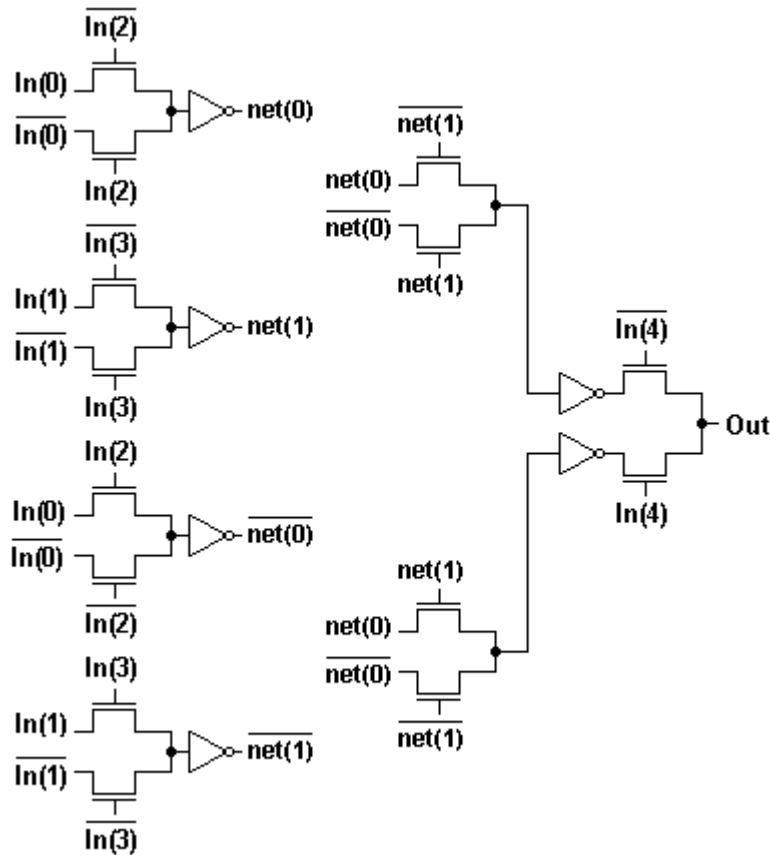 In(2)
In(0)
net(0)
In(0)
In(2)
In(3)
In(1)
net(1)
In(1)
In(3)
In(2)
In(0)
net(0)
In(0)
In(2)
In(3)
In(1)
net(1)
In(1)
In(3)
net(1)
net(0)
net(0)
net(1)
net(1)
net(0)
net(0)
net(1)
In(4)
Out
In(4)